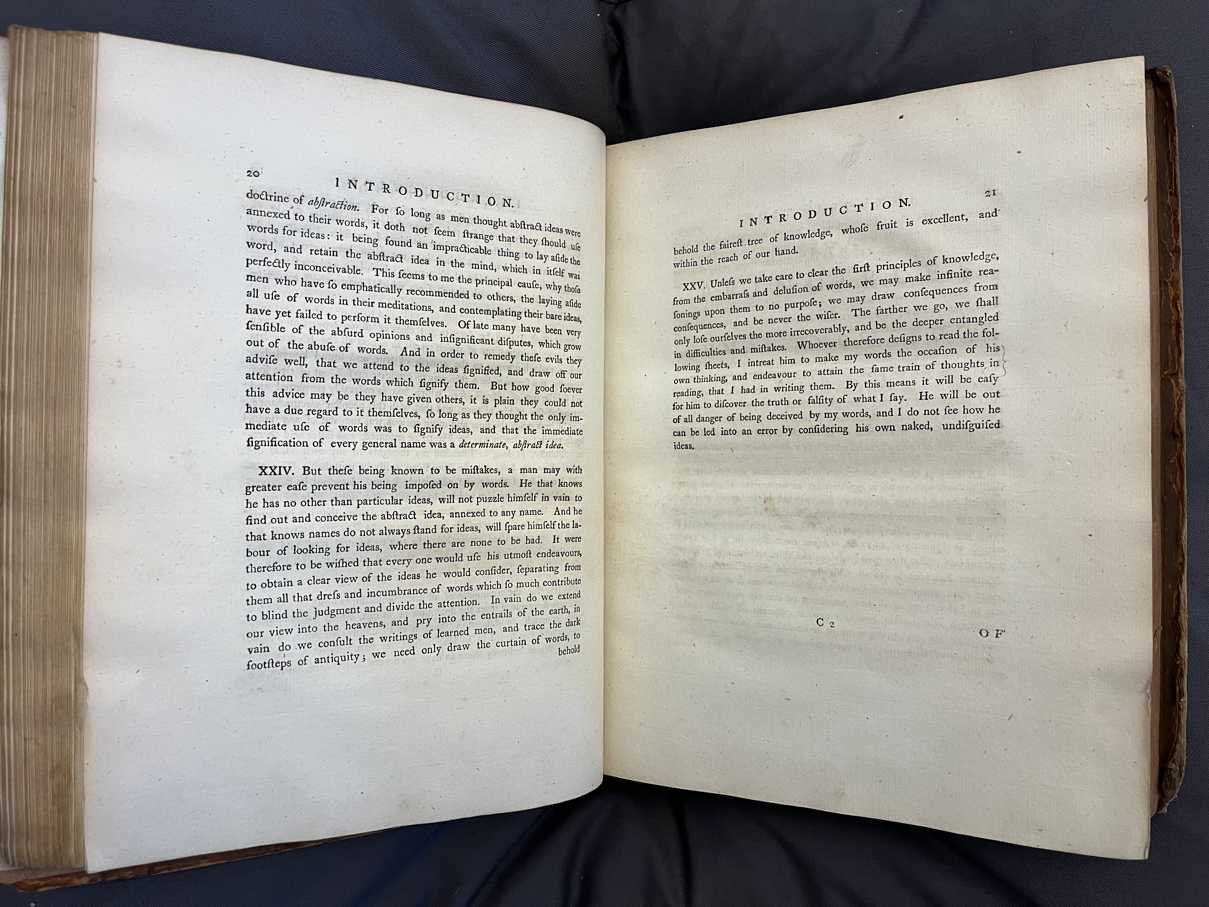 20
INTRODUCTION.
doctrine of abſtraction. For ſo long as men thought abſtract ideas were
annexed to their words, it doth not ſeem ſtrange that they ſhould uſe
words for ideas: it being found an impracticable thing to lay aſide the
word, and retain the abſtract idea in the mind, which in itſelf was
perfectly inconceivable. This ſeems to me the principal cauſe, why thoſe
men who have ſo emphatically recommended to others, the laying aſide
all uſe of words in their meditations, and contemplating their bare ideas,
have yet failed to perform it themſelves. Of late many have been very
ſenſible of the abſurd opinions and inſignificant diſputes, which grow
out of the abuſe of words. And in order to remedy theſe evils they
adviſe well, that we attend to the ideas ſignified, and draw off our
attention from the words which ſignify them. But how good ſoever
this advice may be they have given others, it is plain they could not
have a due regard to it themſelves, ſo long as they thought the only im-
mediate uſe of words was to ſignify ideas, and that the immediate
ſignification of every general name was a determinate, abſtract idea.
XXIV. But theſe being known to be miſtakes, a man may with
greater eaſe prevent his being impoſed on by words. He that knows
he has no other than particular ideas, will not puzzle himſelf in vain to
find out and conceive the abſtract idea, annexed to any name. And he
that knows names do not always ſtand for ideas, will ſpare himſelf the la-
bour of looking for ideas, where there are none to be had. It were
therefore to be wiſhed that every one would uſe his utmoſt endeavours,
to obtain a clear view of the ideas he would conſider, ſeparating from
them all that dreſs and incumbrance of words which ſo much contribute
to blind the judgment and divide the attention. In vain do we extend
our view into the heavens, and pry into the entrails of the earth, in
vain do we conſult the writings of learned men, and trace the dark
footſteps of antiquity; we need only draw the curtain of words, to
behold
21
INTRODUCTION.
behold the faireſt tree of knowledge, whoſe fruit is excellent, and
within the reach of our hand.
XXV. Unleſs we take care to clear the firſt principles of knowledge,
from the embarraſs and deluſion of words, we may make infinite rea-
ſonings upon them to no purpoſe; we may draw conſequences from
conſequences, and be never the wiſer. The farther we go, we ſhall
only loſe ourſelves the more irrecoverably, and be the deeper entangled
in difficulties and miſtakes. Whoever therefore deſigns to read the fol-
lowing ſheets, I intreat him to make my words the occaſion of his
own thinking, and endeavour to attain the ſame train of thoughts in
reading, that I had in writing them. By this means it will be eaſy
for him to diſcover the truth or falſity of what I ſay. He will be out
of all danger of being deceived by my words, and I do not ſee how he
can be led into an error by conſidering his own naked, undiſguiſed
ideas.
C 2
OF